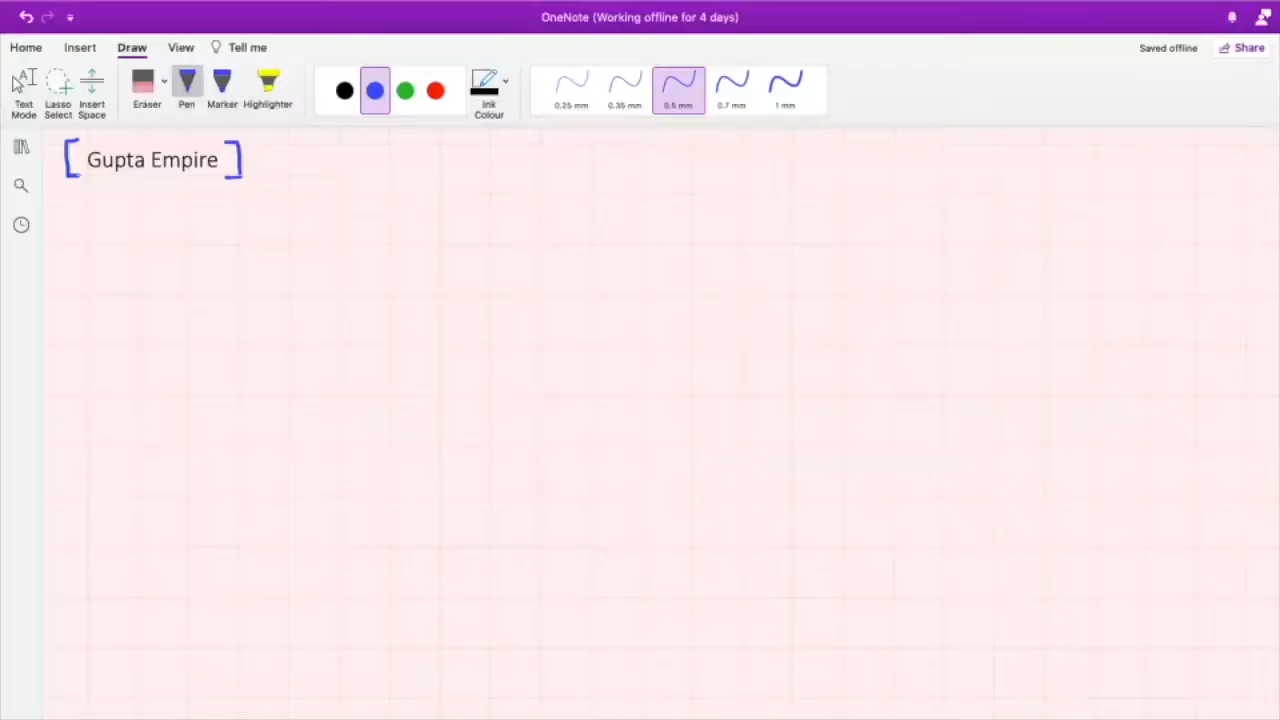 OneNote (Working offline for 4 days)
Home Insert Draw View Tell me
Saved offline Share
Text Mode
Lasso Select
Insert Space
Eraser
Pen
Marker
Highlighter
Ink Colour
0.25 mm
0.35 mm
0.5 mm
0.7 mm
1 mm
[ Gupta Empire ]